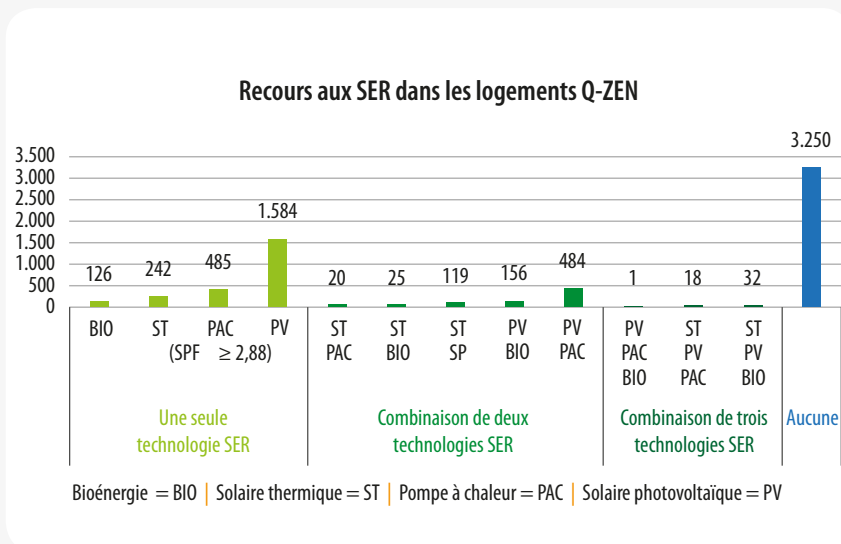 Recours aux SER dans les logements Q-ZEN
3.500
3.000
2.500
2.000
1.500
1.000
500
0
126
242
485
1.584
20
25
119
156
484
1
18
32
3.250
BIO
ST
PAC
(SPF ≥ 2,88)
PV
ST
PAC
ST
BIO
ST
SP
PV
BIO
PV
PAC
PV
PAC
BIO
ST
PV
PAC
ST
PV
BIO
Une seule
technologie SER
Combinaison de deux
technologies SER
Combinaison de trois
technologies SER
Aucune
Bioénergie = BIO | Solaire thermique = ST | Pompe à chaleur = PAC | Solaire photovoltaïque = PV